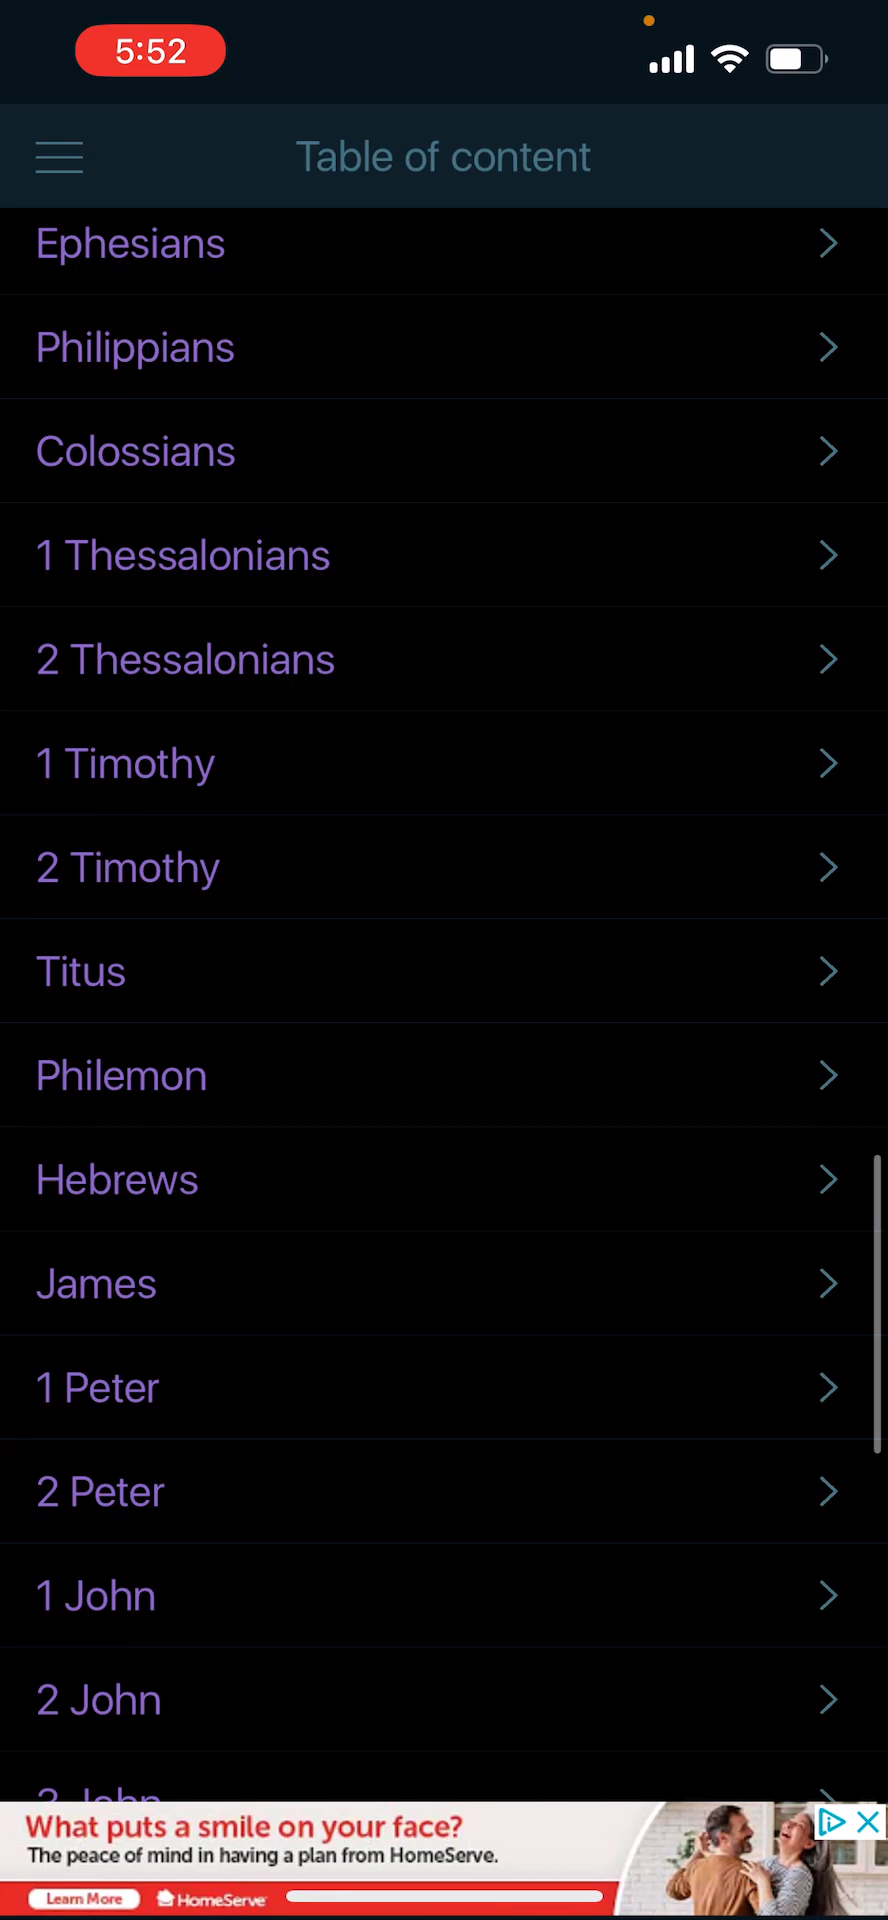 5:52
Table of content
Ephesians
Philippians
Colossians
1 Thessalonians
2 Thessalonians
1 Timothy
2 Timothy
Titus
Philemon
Hebrews
James
1 Peter
2 Peter
1 John
2 John
3 John
What puts a smile on your face?
The peace of mind in having a plan from HomeServe.
Learn More
HomeServe